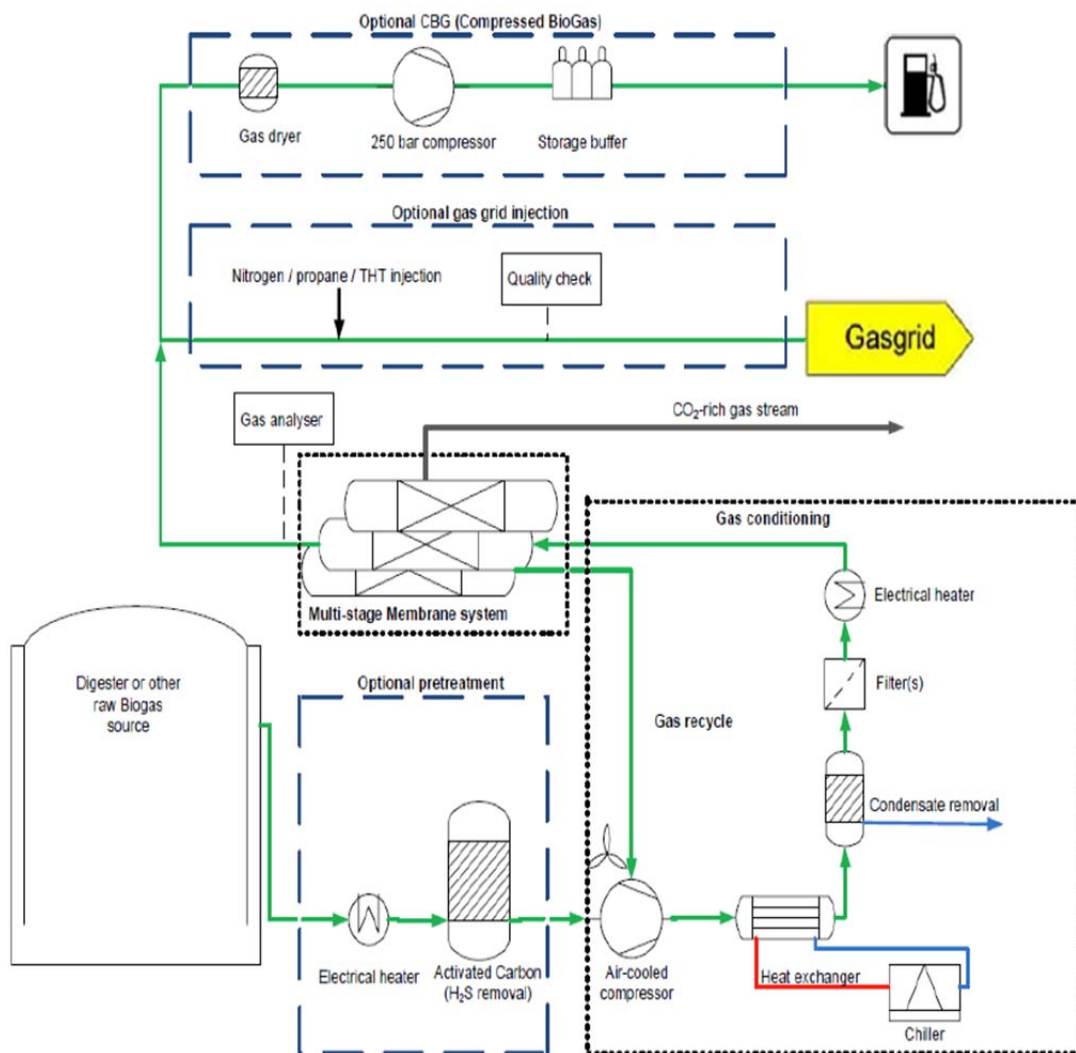 Optional CBG (Compressed BioGas)
Gas dryer
250 bar compressor
Storage buffer
Optional gas grid injection
Nitrogen / propane / THT injection
Quality check
Gasgrid
Gas analyser
CO₂-rich gas stream
Gas conditioning
Multi-stage Membrane system
Electrical heater
Digester or other
raw Biogas
source
Optional pretreatment
Filter(s)
Gas recycle
Condensate removal
Electrical heater
Activated Carbon
(H₂S removal)
Air-cooled
compressor
Heat exchanger
Chiller